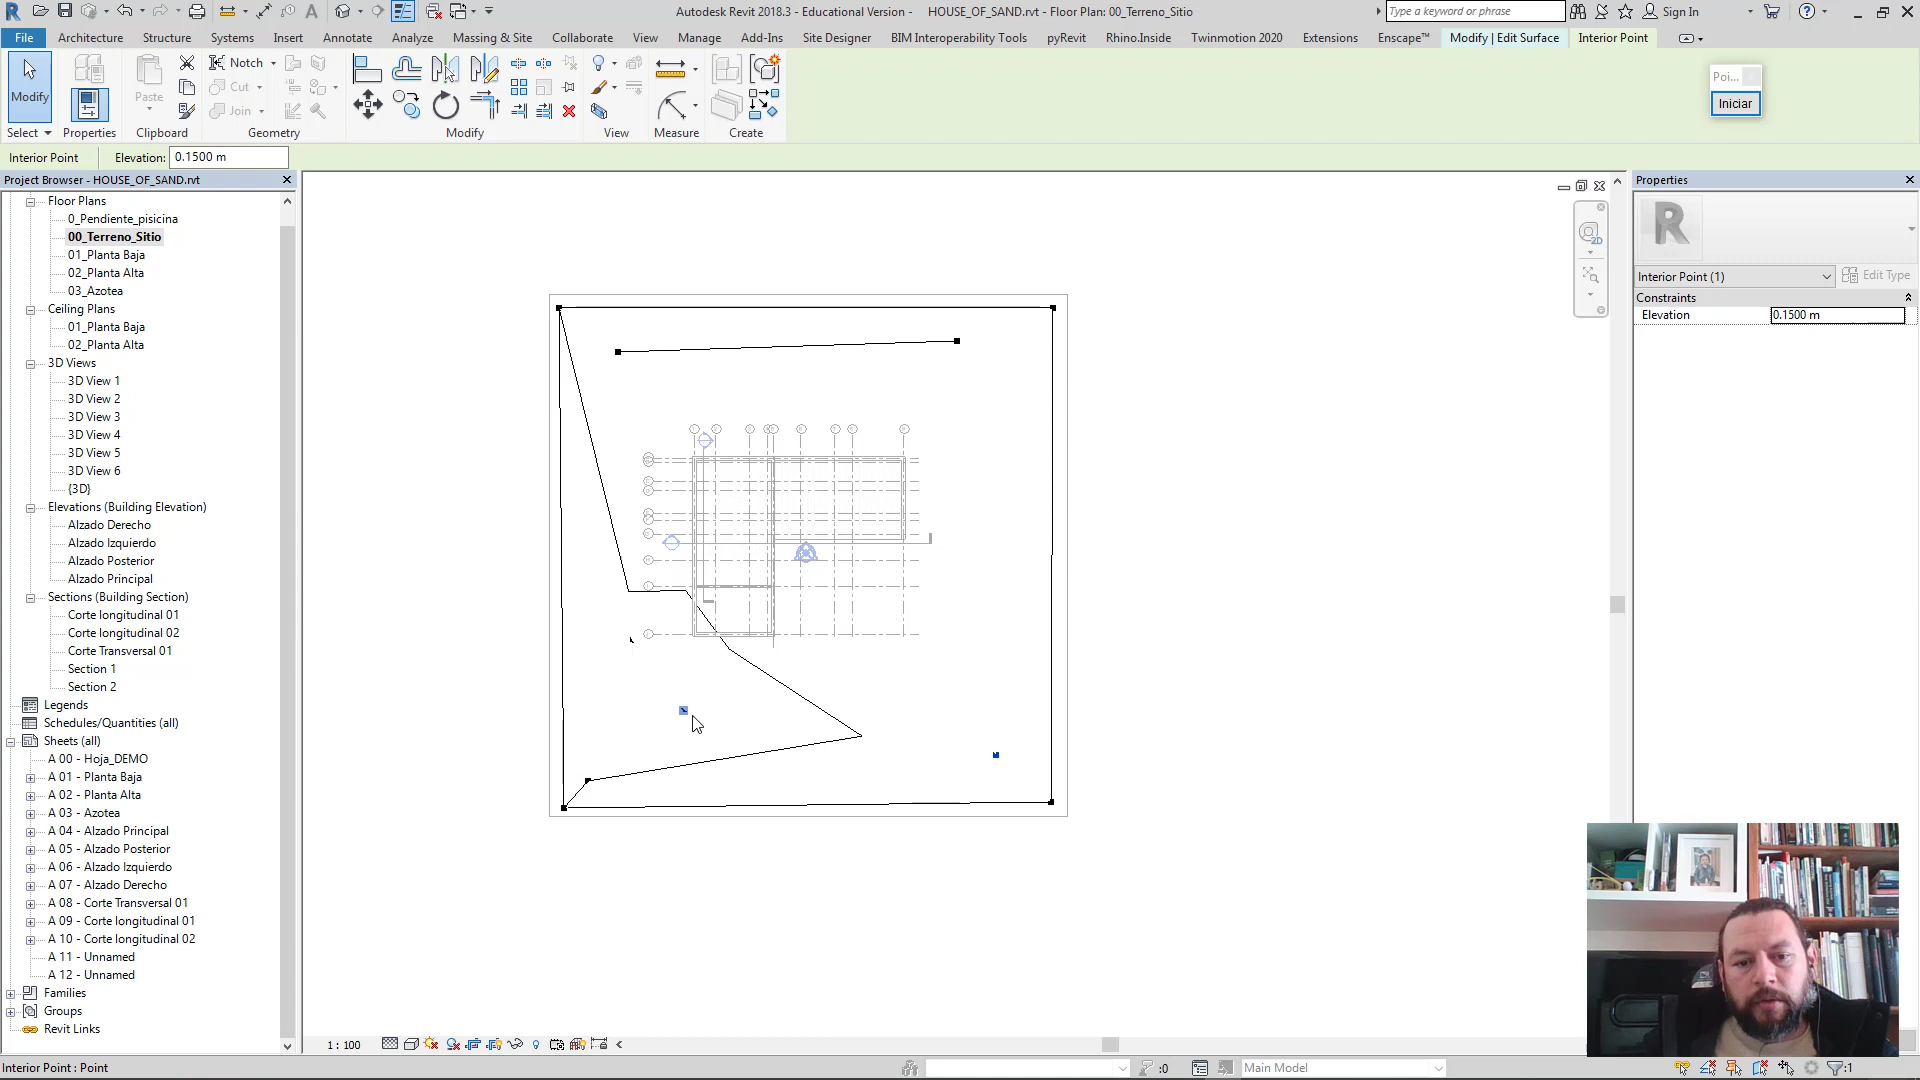 Autodesk Revit 2018.3 - Educational Version -    HOUSE_OF_SAND.rvt - Floor Plan: 00_Terreno_Sitio
Type a keyword or phrase
Sign In
File Architecture Structure Systems Insert Annotate Analyze Massing & Site Collaborate View Manage Add-Ins Site Designer BIM Interoperability Tools pyRevit Rhino.Inside Twinmotion 2020 Extensions Enscape™ Modify | Edit Surface Interior Point
Modify
Paste
Notch
Cut
Join
Select Properties Clipboard Geometry Modify View Measure Create
Poi...
Iniciar
Interior Point Elevation: 0.1500 m
Project Browser - HOUSE_OF_SAND.rvt
Floor Plans
0_Pendiente_pisicina
00_Terreno_Sitio
01_Planta Baja
02_Planta Alta
03_Azotea
Ceiling Plans
01_Planta Baja
02_Planta Alta
3D Views
3D View 1
3D View 2
3D View 3
3D View 4
3D View 5
3D View 6
{3D}
Elevations (Building Elevation)
Alzado Derecho
Alzado Izquierdo
Alzado Posterior
Alzado Principal
Sections (Building Section)
Corte longitudinal 01
Corte longitudinal 02
Corte Transversal 01
Section 1
Section 2
Legends
Schedules/Quantities (all)
Sheets (all)
A 00 - Hoja_DEMO
A 01 - Planta Baja
A 02 - Planta Alta
A 03 - Azotea
A 04 - Alzado Principal
A 05 - Alzado Posterior
A 06 - Alzado Izquierdo
A 07 - Alzado Derecho
A 08 - Corte Transversal 01
A 09 - Corte longitudinal 01
A 10 - Corte longitudinal 02
A 11 - Unnamed
A 12 - Unnamed
Families
Groups
Revit Links
2D
Properties
R
Interior Point (1)
Edit Type
Constraints
Elevation 0.1500 m
1 : 100
Interior Point : Point
:0
Main Model
:1